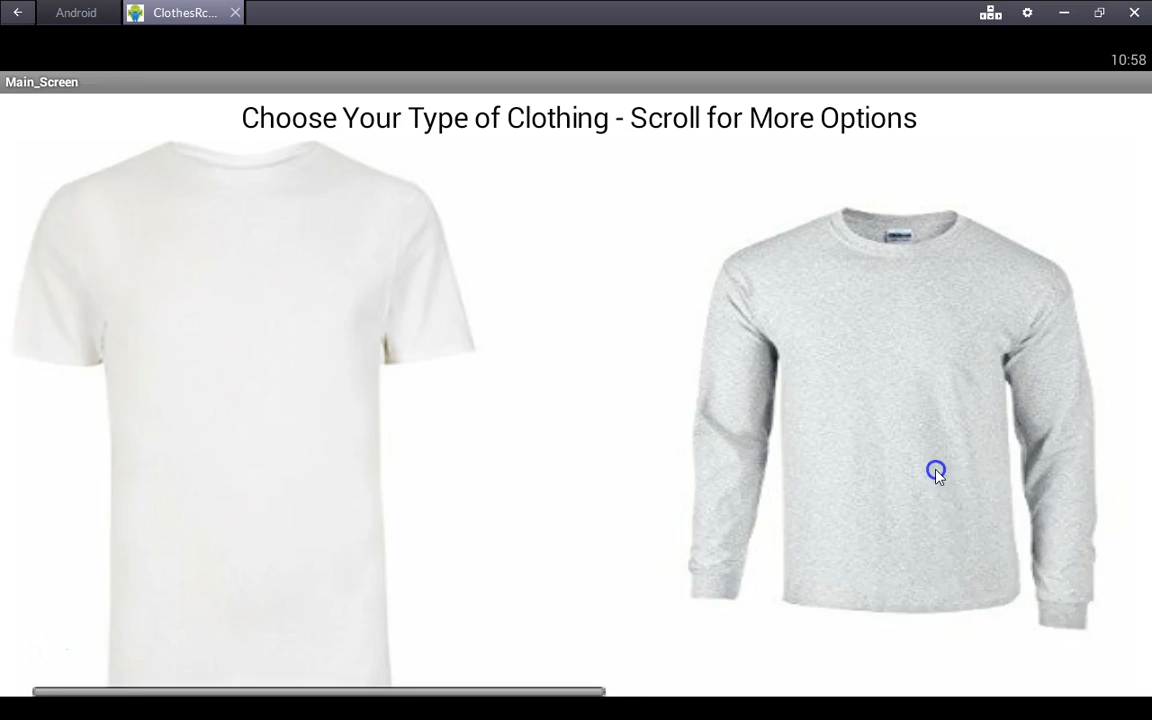 Android
ClothesRc...
10:58
Main_Screen
Choose Your Type of Clothing - Scroll for More Options